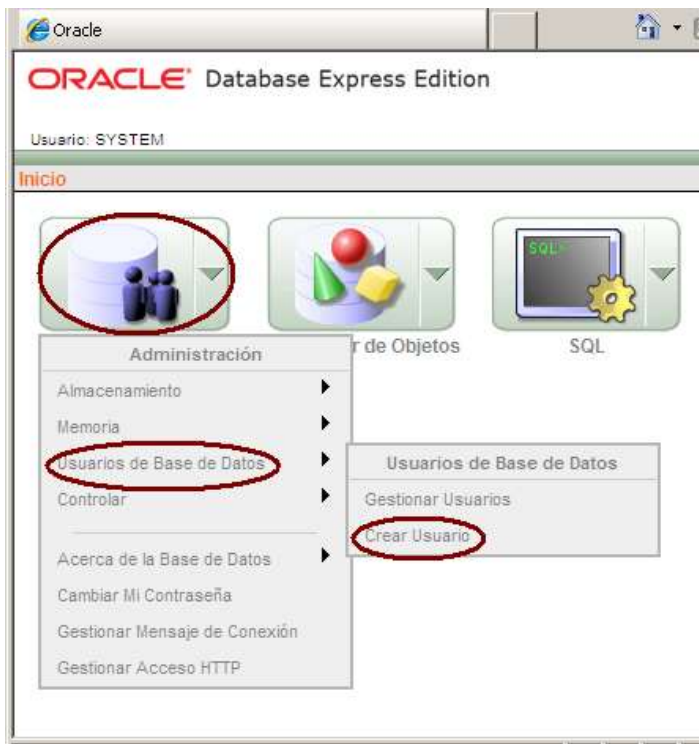 Oracle
ORACLE Database Express Edition
Usuario: SYSTEM
Inicio
SQL>
r de Objetos
SQL
Administración
Almacenamiento
Memoria
Usuarios de Base de Datos
Controlar
Acerca de la Base de Datos
Cambiar Mi Contraseña
Gestionar Mensaje de Conexión
Gestionar Acceso HTTP
Usuarios de Base de Datos
Gestionar Usuarios
Crear Usuario